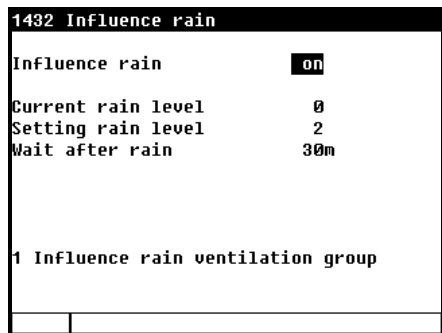 1432 Influence rain
Influence rain on
Current rain level 0
Setting rain level 2
Wait after rain 30m
1 Influence rain ventilation group